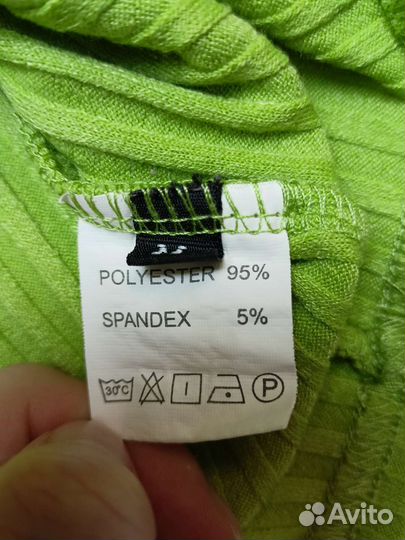 POLYESTER 95%
SPANDEX 5%
30°C P
Avito